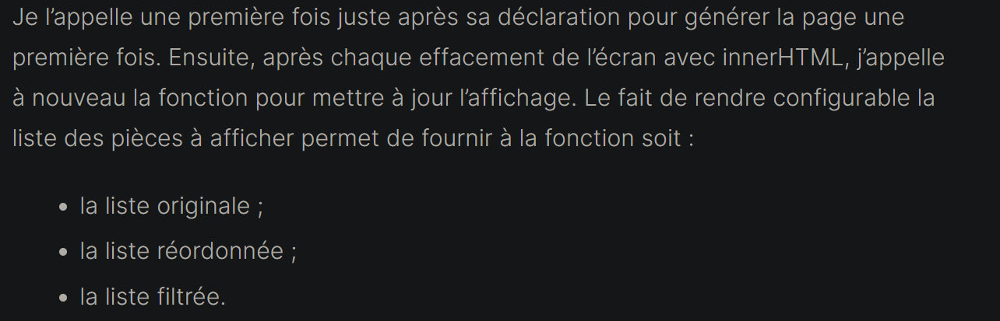 Je l’appelle une première fois juste après sa déclaration pour générer la page une
première fois. Ensuite, après chaque effacement de l’écran avec innerHTML, j’appelle
à nouveau la fonction pour mettre à jour l’affichage. Le fait de rendre configurable la
liste des pièces à afficher permet de fournir à la fonction soit :
• la liste originale ;
• la liste réordonnée ;
• la liste filtrée.